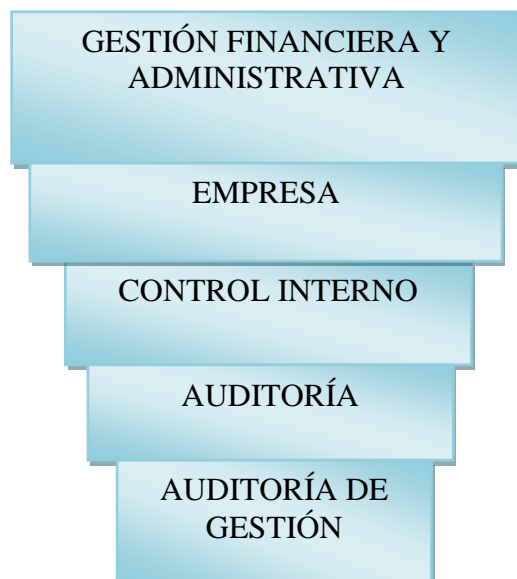 GESTIÓN FINANCIERA Y
ADMINISTRATIVA
EMPRESA
CONTROL INTERNO
AUDITORÍA
AUDITORÍA DE
GESTIÓN